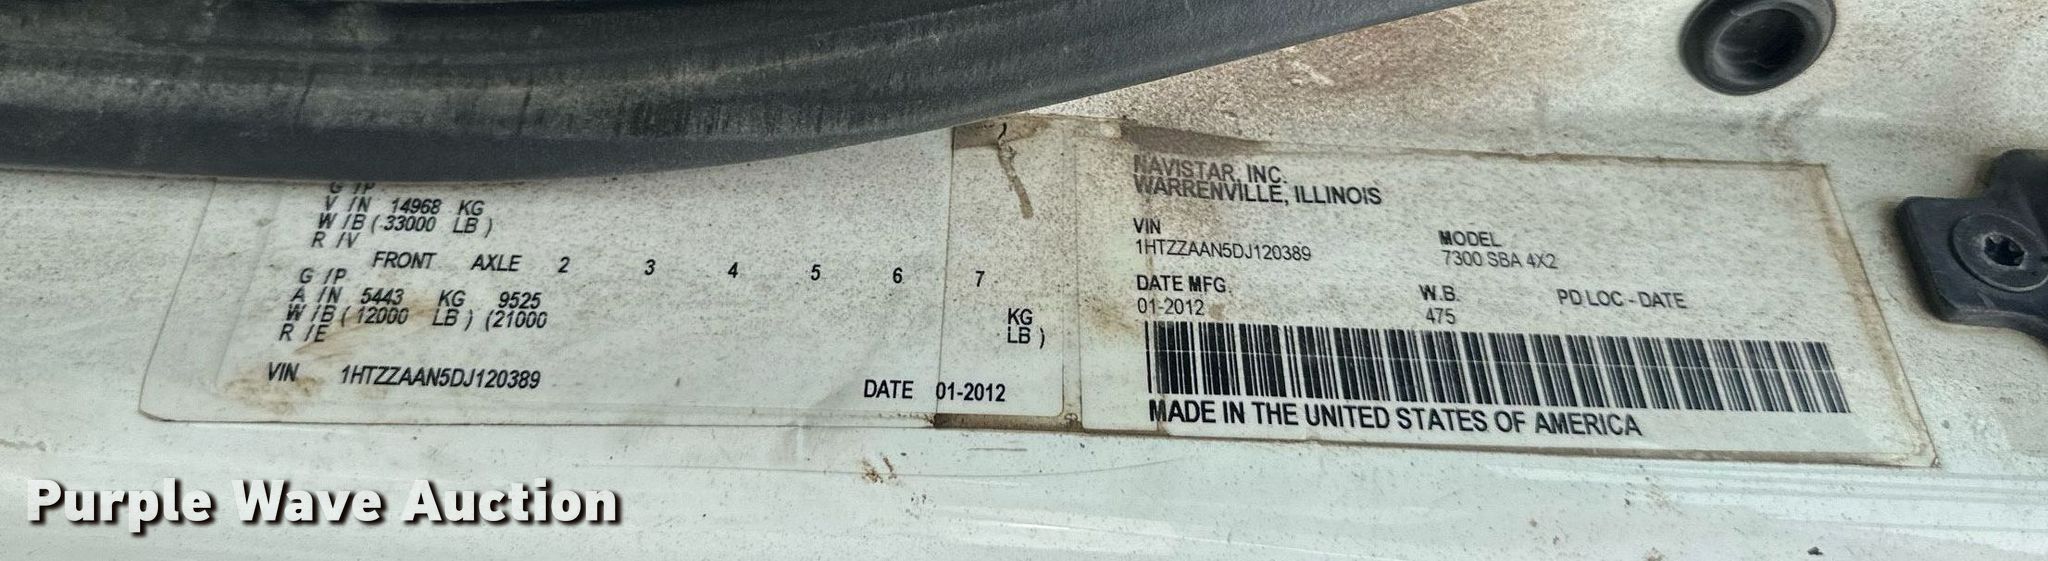 G /P
V /N 14968 KG
W /B ( 33000 LB )
R /V
FRONT AXLE 2 3 4 5 6 7
G /P
A /N 5443 KG 9525
W /B ( 12000 LB ) (21000
KG
R /E
LB )
VIN 1HTZZAAN5DJ120389
DATE 01-2012
NAVISTAR, INC.
WARRENVILLE, ILLINOIS
VIN
1HTZZAAN5DJ120389
MODEL
7300 SBA 4X2
DATE MFG.
01-2012
W.B.
475
PD LOC - DATE
MADE IN THE UNITED STATES OF AMERICA
Purple Wave Auction